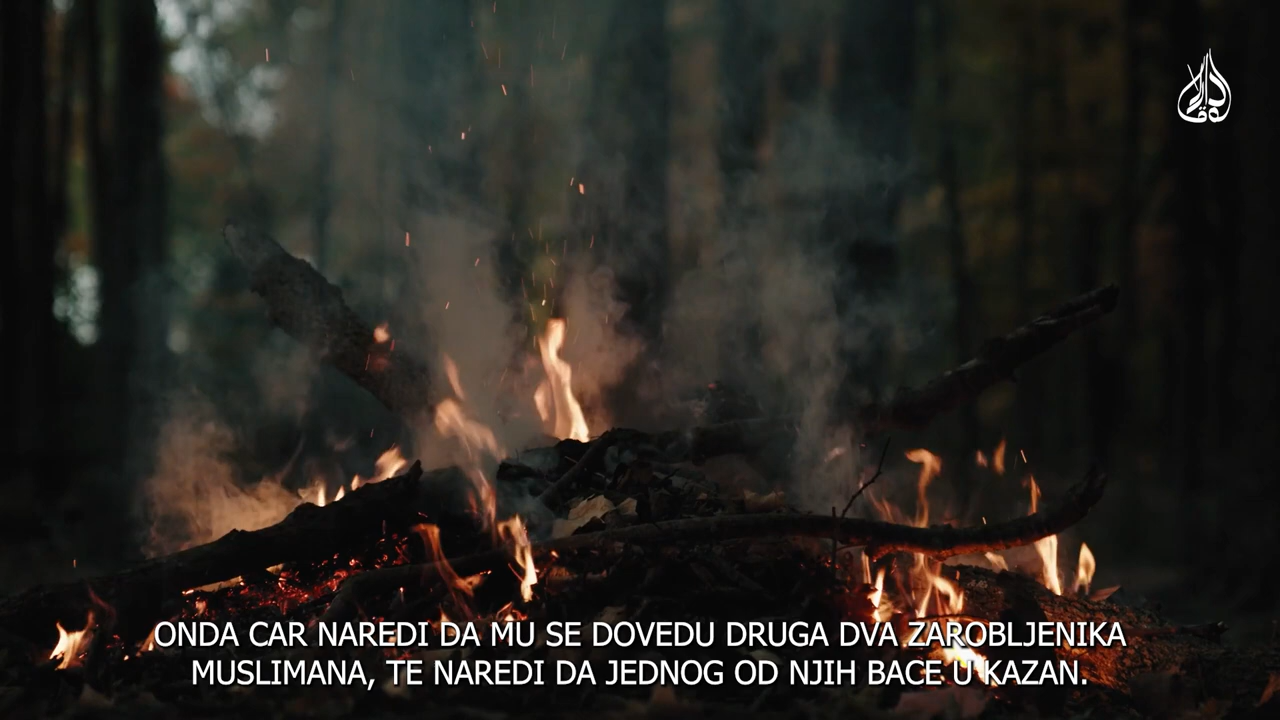 ONDA CAR NAREDI DA MU SE DOVEDU DRUGA DVA ZAROBLJENIKA
MUSLIMANA, TE NAREDI DA JEDNOG OD NJIH BACE U KAZAN.